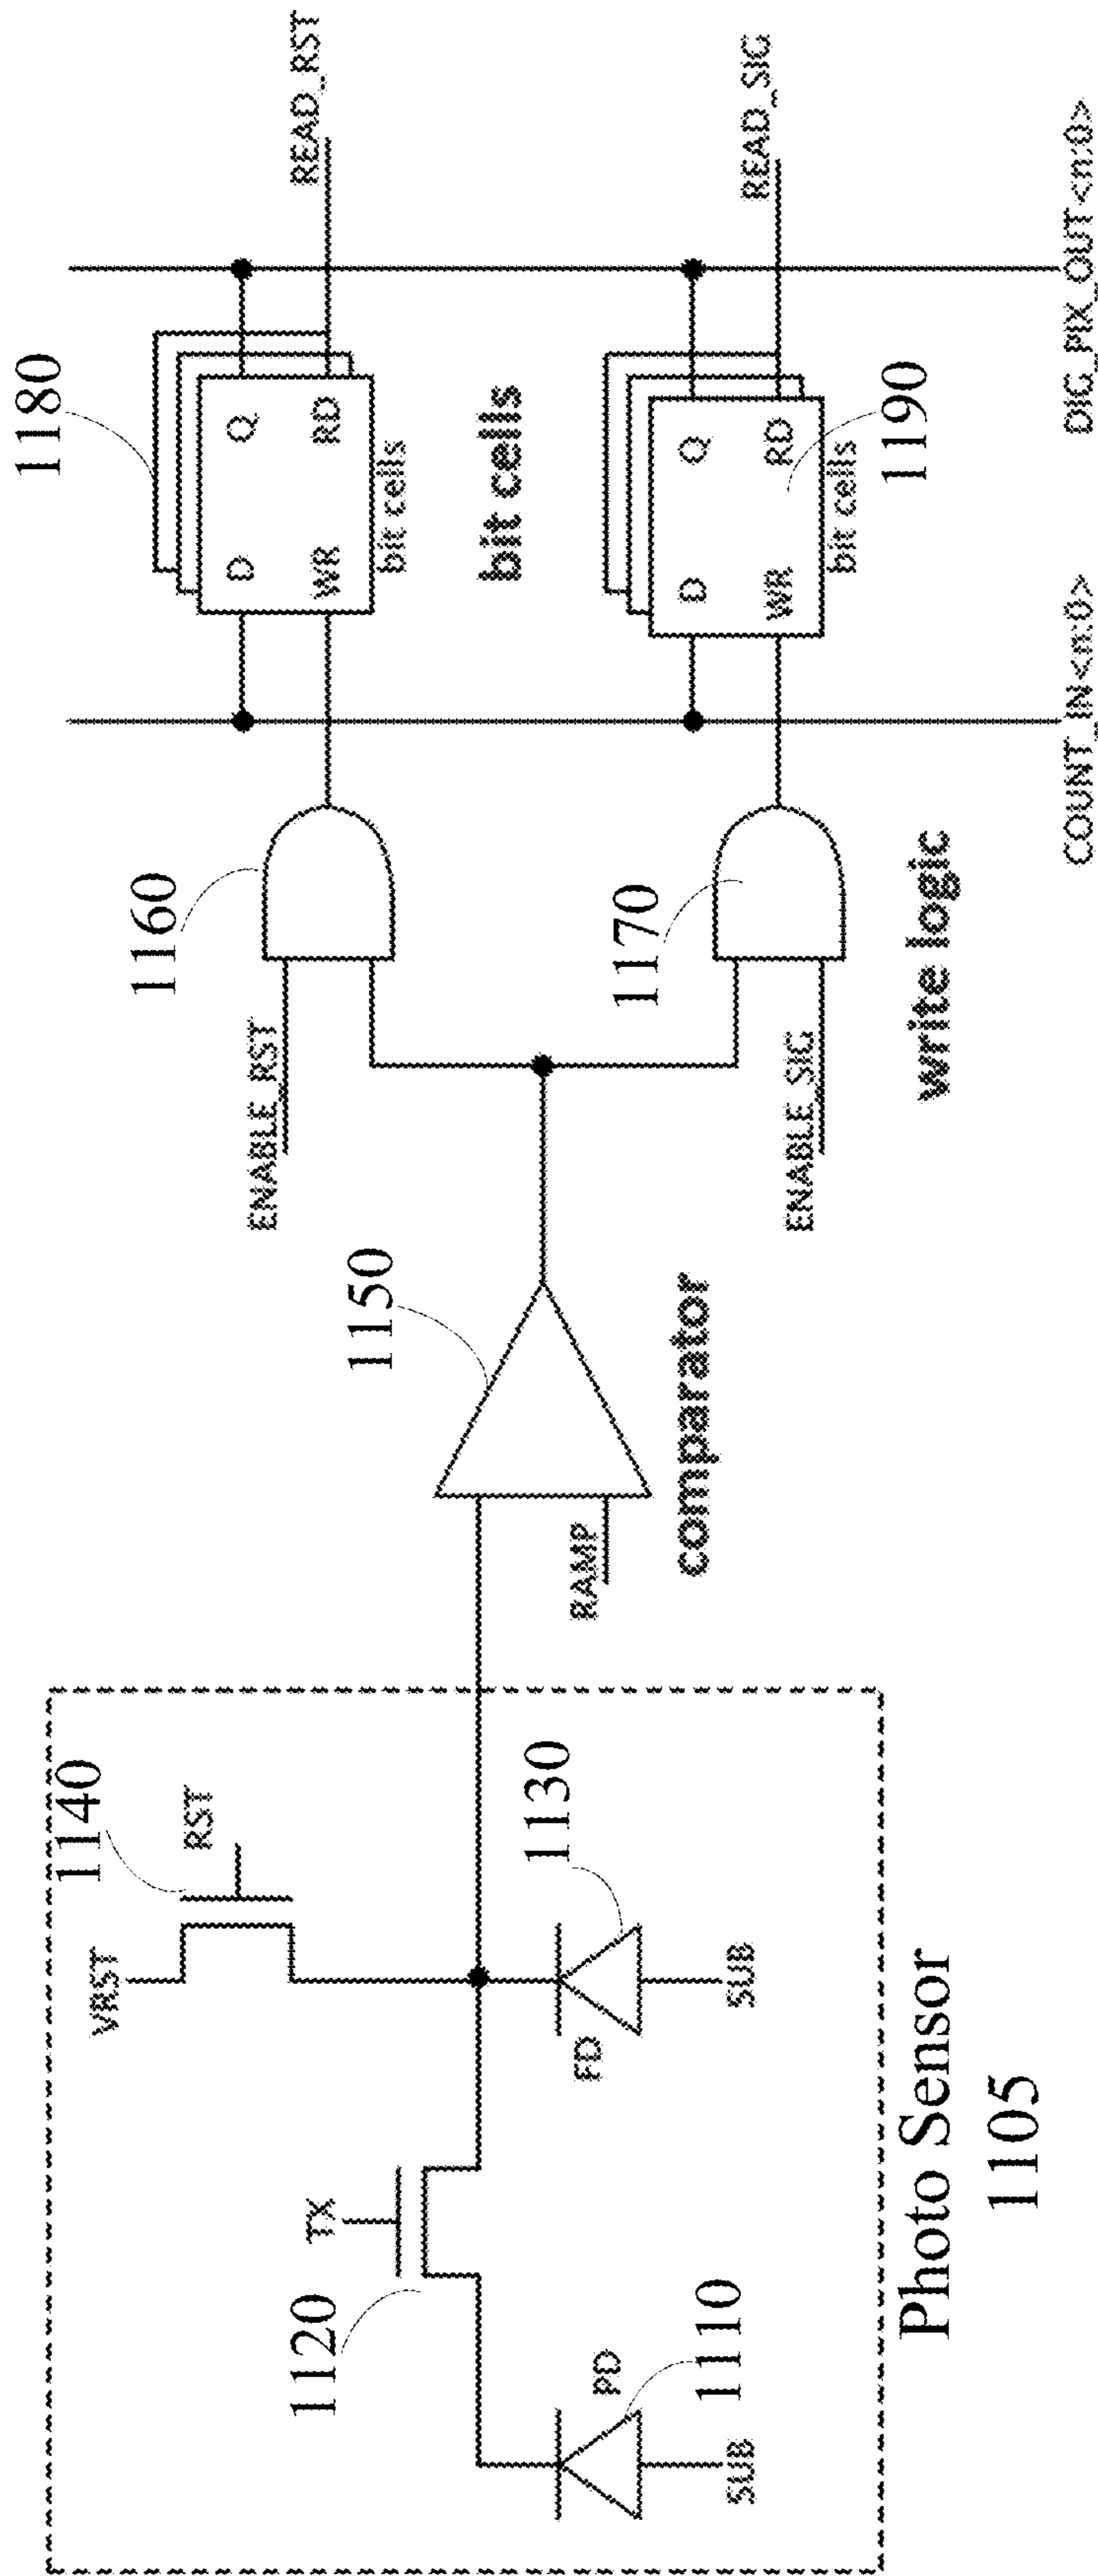 1140
VRST
RST
1120
TX
FD
1130
SUB
PD
1110
SUB
Photo Sensor
1105
1150
RAMP
comparator
1160
ENABLE_RST
1170
ENABLE_SIG
write logic
1180
D
Q
WR
RD
bit cells
READ_RST
bit cells
D
Q
WR
RD
bit cells
1190
READ_SIG
COUNT_IN<n:0>
DIG_PIX_OUT<n:0>